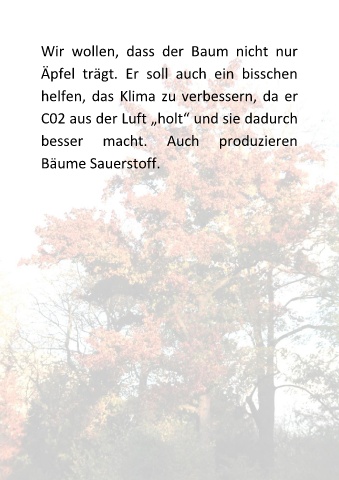 Wir wollen, dass der Baum nicht nur
Äpfel trägt. Er soll auch ein bisschen
helfen, das Klima zu verbessern, da er
C02 aus der Luft „holt“ und sie dadurch
besser macht. Auch produzieren
Bäume Sauerstoff.